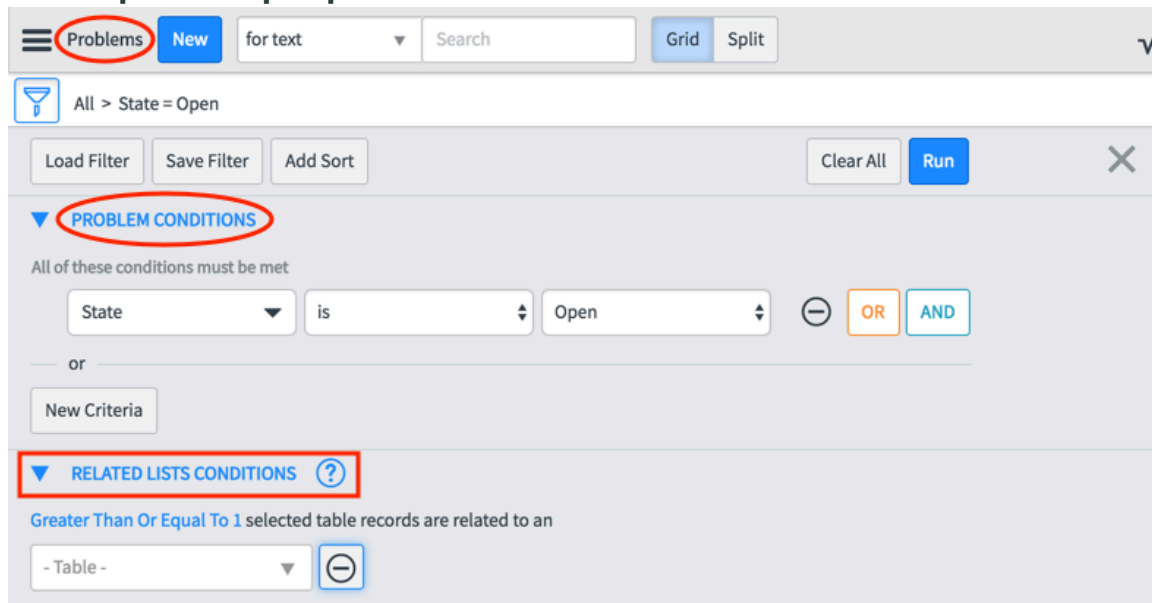 Problems New for text Search Grid Split
All > State = Open
Load Filter Save Filter Add Sort Clear All Run
PROBLEM CONDITIONS
All of these conditions must be met
State is Open OR AND
or
New Criteria
RELATED LISTS CONDITIONS ?
Greater Than Or Equal To 1 selected table records are related to an
- Table -